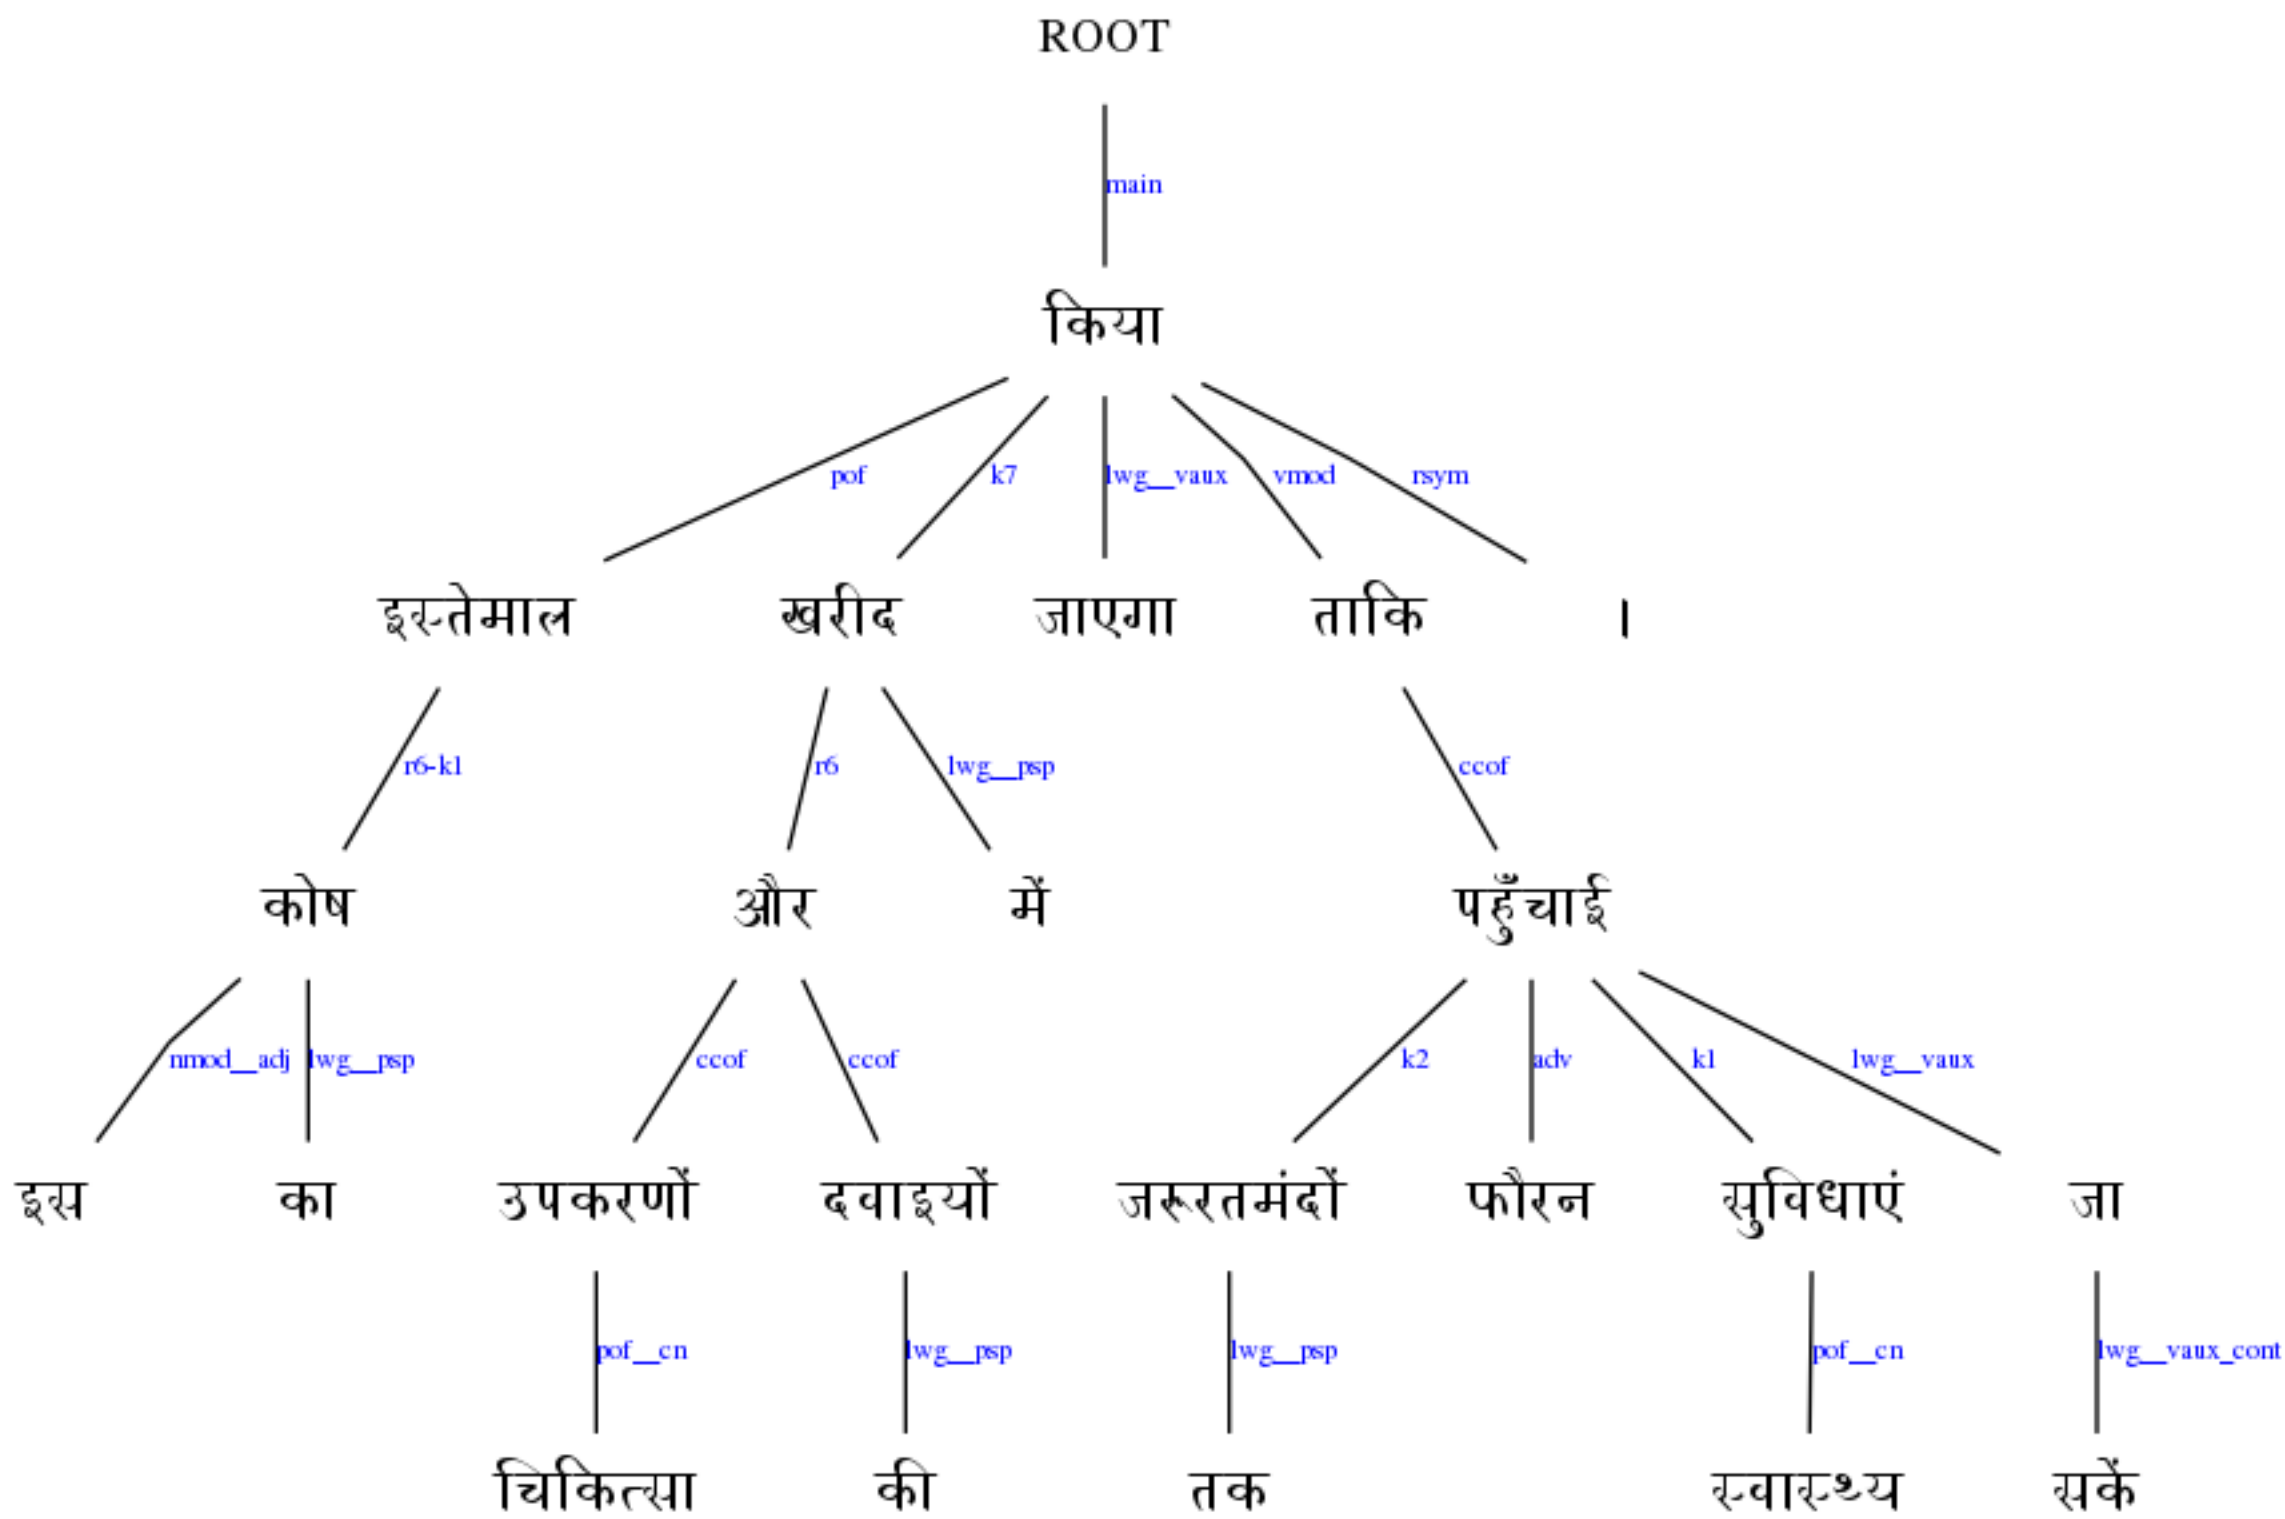 ROOT
main
किया
pof k7 lwg__vaux vmod rsym
इस्तेमाल खरीद जाएगा ताकि ।
r6-k1 r6 lwg__psp ccof
कोष और में पहुँचाई
nmod__adj lwg__psp ccof ccof k2 adv k1 lwg__vaux
इस का उपकरणों दवाइयों जरूरतमंदों फौरन सुविधाएं जा
pof__cn lwg__psp lwg__psp pof__cn lwg__vaux_cont
चिकित्सा की तक स्वास्थ्य सकें